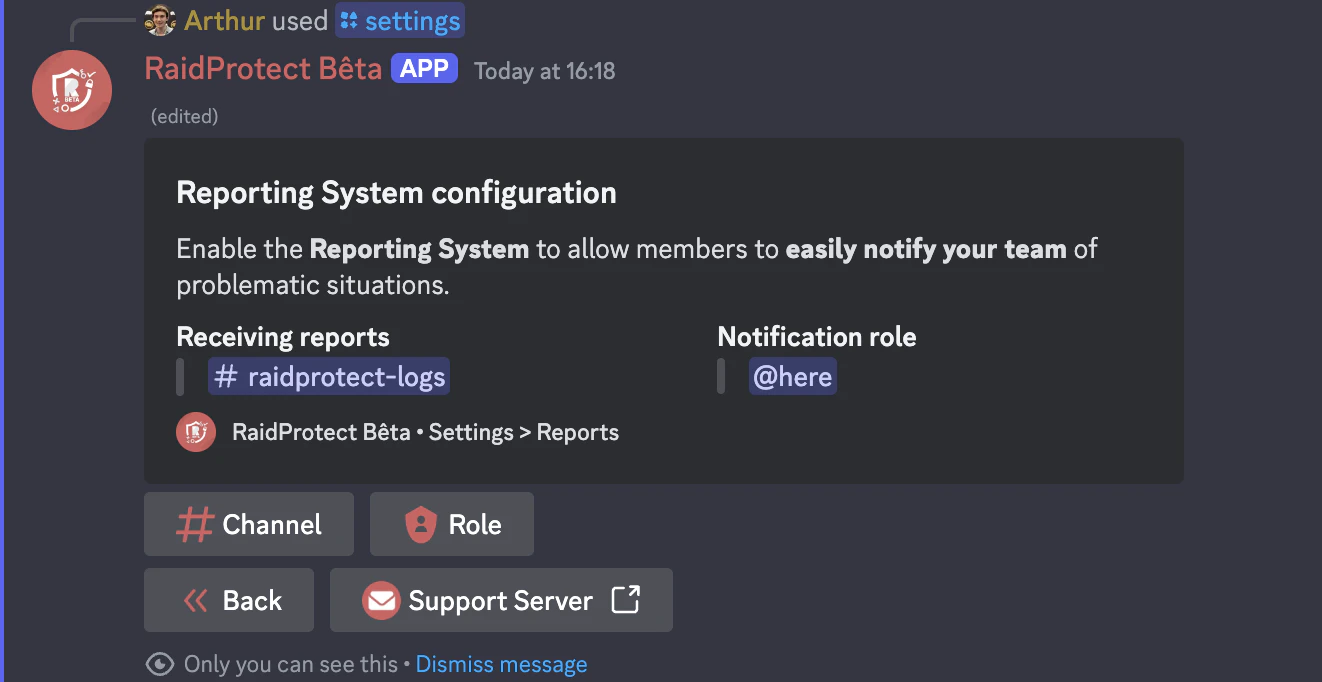 Arthur used settings
RaidProtect Bêta APP Today at 16:18
(edited)
Reporting System configuration
Enable the Reporting System to allow members to easily notify your team of
problematic situations.
Receiving reports Notification role
# raidprotect-logs @here
RaidProtect Bêta • Settings > Reports
Channel Role
Back Support Server
Only you can see this • Dismiss message